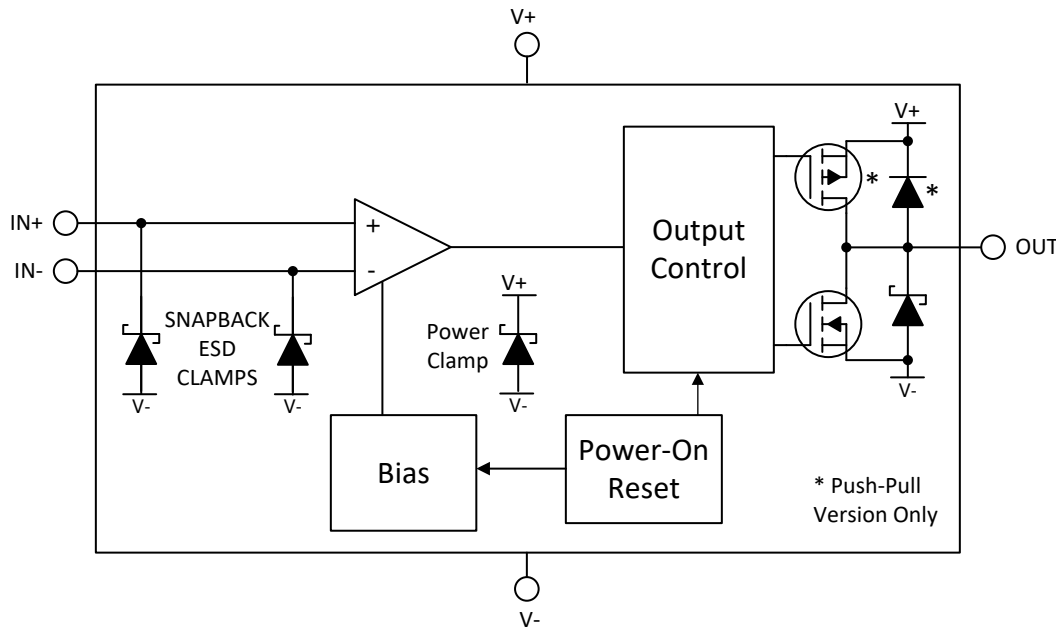 V+
V+
*
*
IN+
+
Output
Control
OUT
IN-
-
V+
SNAPBACK
ESD
CLAMPS
Power
Clamp
V-
V-
V-
V-
Bias
Power-On
Reset
* Push-Pull
Version Only
V-